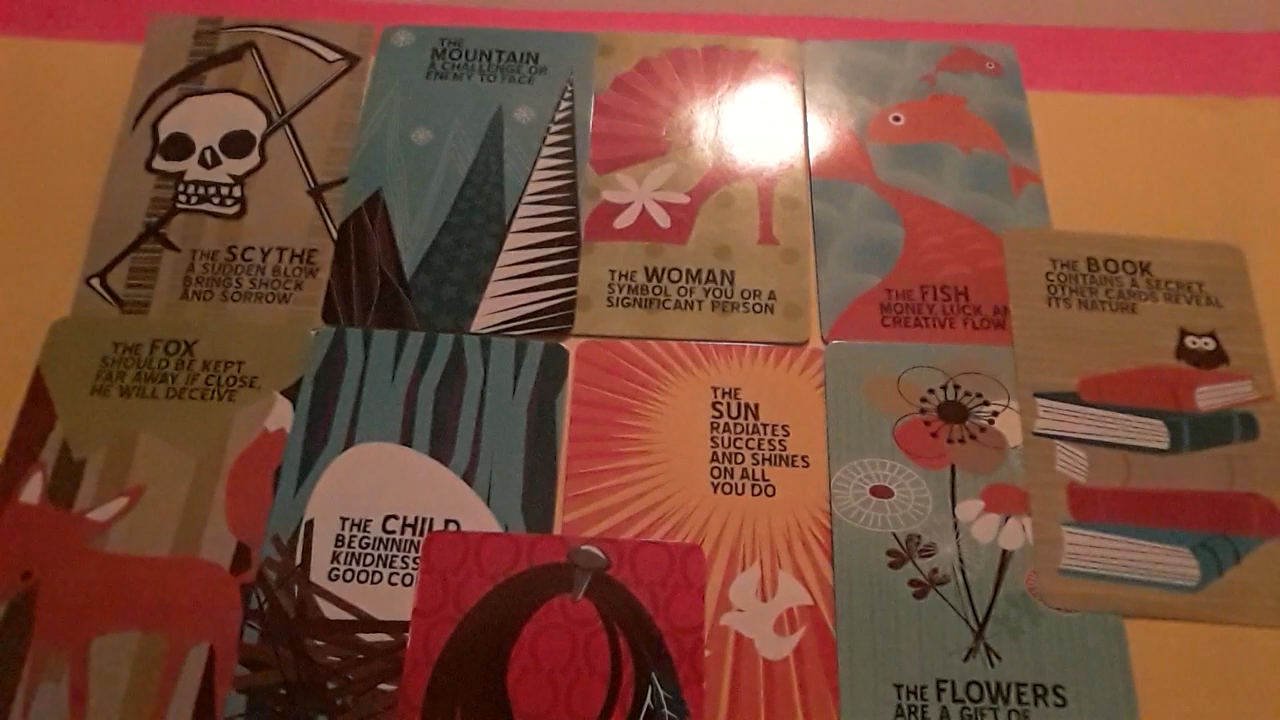 THE SCYTHE
A SUDDEN BLOW
BRINGS SHOCK
AND SORROW
THE
MOUNTAIN
A CHALLENGE OR
ENEMY TO FACE
THE WOMAN
SYMBOL OF YOU OR A
SIGNIFICANT PERSON
THE FISH
MONEY, LUCK,
CREATIVE FLOW
THE BOOK
CONTAINS A SECRET.
OTHER CARDS REVEAL
ITS NATURE
THE FOX
SHOULD BE KEPT
FAR AWAY. IF CLOSE,
HE WILL DECEIVE
THE CHILD
BEGINNING
KINDNESS
GOOD
THE
SUN
RADIATES
SUCCESS
AND SHINES
ON ALL
YOU DO
THE FLOWERS
ARE A GIFT OF